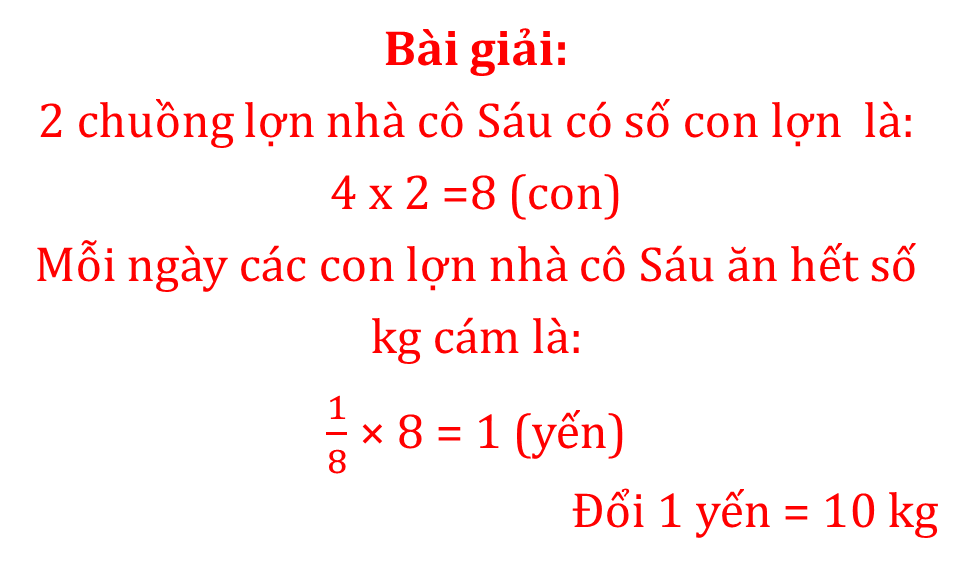 Bài giải:
2 chuồng lợn nhà cô Sáu có số con lợn là:
4 x 2 =8 (con)
Mỗi ngày các con lợn nhà cô Sáu ăn hết số
kg cám là:
1/8 × 8 = 1 (yến)
Đổi 1 yến = 10 kg